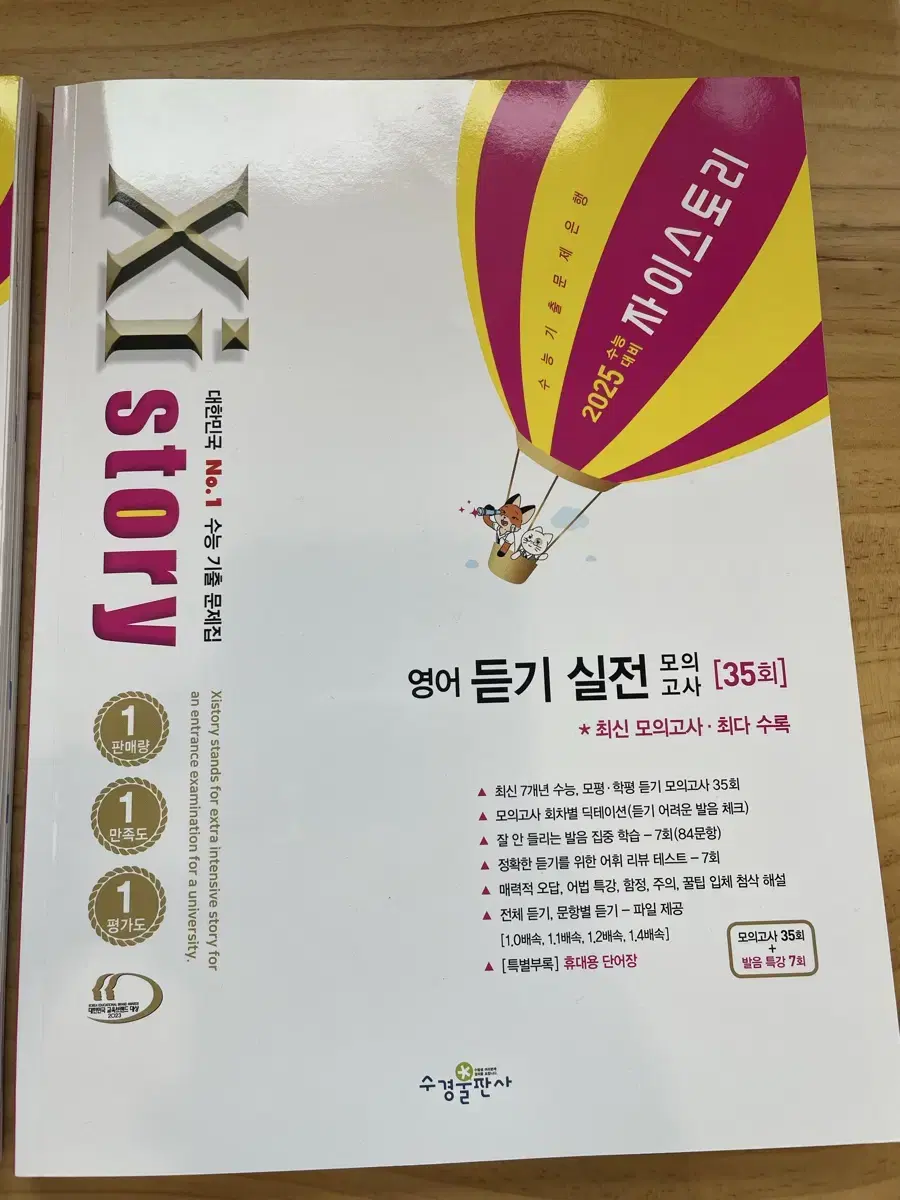 Xi story
대한민국 No.1 수능 기출 문제집
Xistory stands for extra intensive story for
an entrance examination for a university.
수능기출문제은행
2025 수능
대비
자이스토리
영어 듣기 실전 모의
고사 [35회]
* 최신 모의고사 · 최다 수록
▲ 최신 7개년 수능, 모평·학평 듣기 모의고사 35회
▲ 모의고사 회차별 딕테이션(듣기 어려운 발음 체크)
▲ 잘 안 들리는 발음 집중 학습 – 7회(84문항)
▲ 정확한 듣기를 위한 어휘 리뷰 테스트 – 7회
▲ 매력적 오답, 어법 특강, 함정, 주의, 꿀팁 입체 첨삭 해설
▲ 전체 듣기, 문항별 듣기 – 파일 제공
[1.0배속, 1.1배속, 1.2배속, 1.4배속]
▲ [특별부록] 휴대용 단어장
모의고사 35회
+
발음 특강 7회
1
판매량
1
만족도
1
평가도
대한민국 교육브랜드 대상
2023
수경출판사